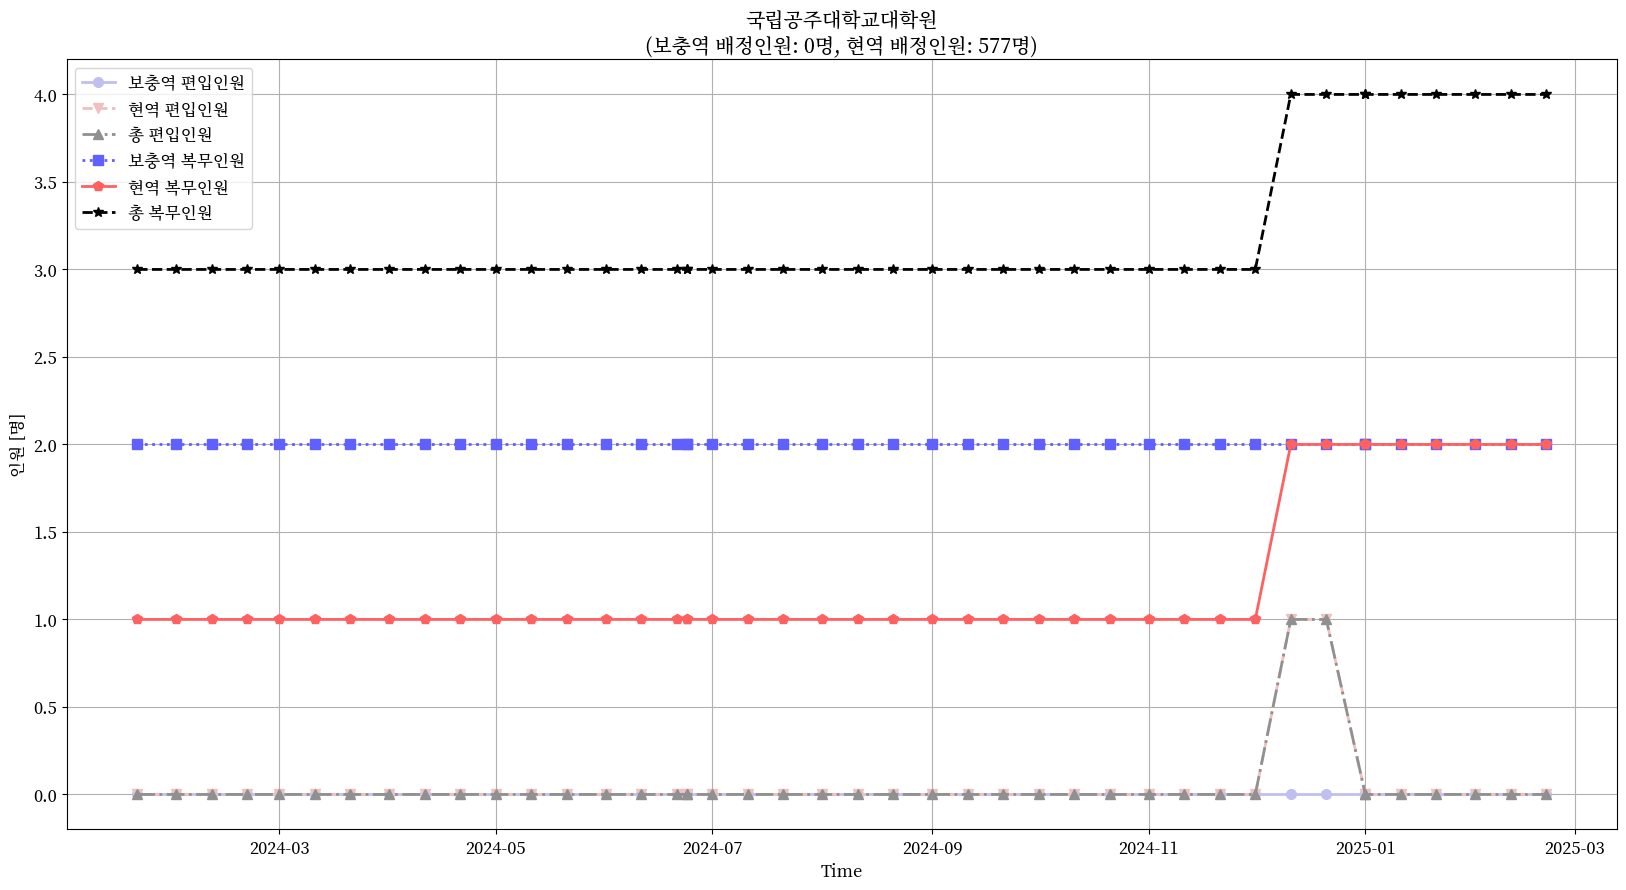 국립공주대학교대학원
(보충역 배정인원: 0명, 현역 배정인원: 577명)
보충역 편입인원
현역 편입인원
총 편입인원
보충역 복무인원
현역 복무인원
총 복무인원
4.0
3.5
3.0
2.5
2.0
1.5
1.0
0.5
0.0
인원 [명]
2024-03
2024-05
2024-07
2024-09
2024-11
2025-01
2025-03
Time